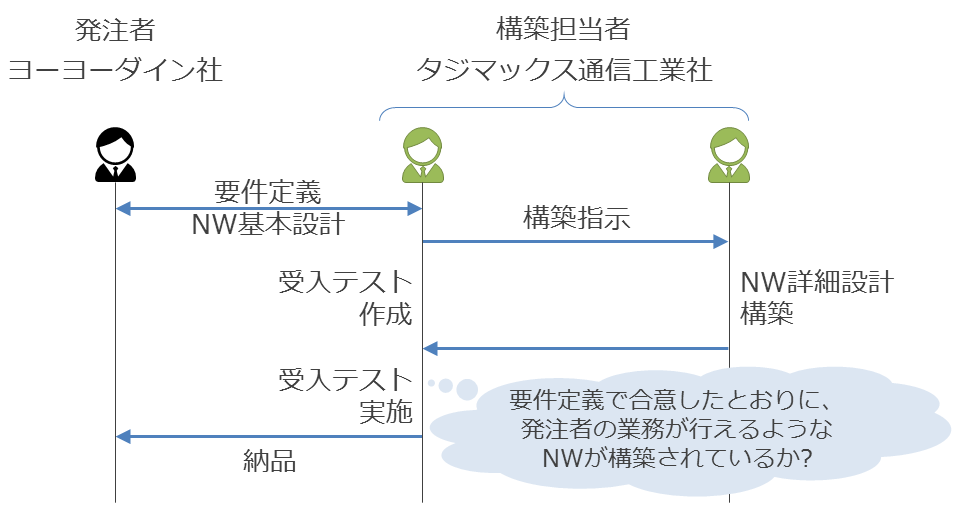 発注者
ヨーヨーダイン社
構築担当者
タジマックス通信工業社
要件定義
NW基本設計
構築指示
受入テスト
作成
NW詳細設計
構築
受入テスト
実施
要件定義で合意したとおりに、
発注者の業務が行えるような
NWが構築されているか?
納品